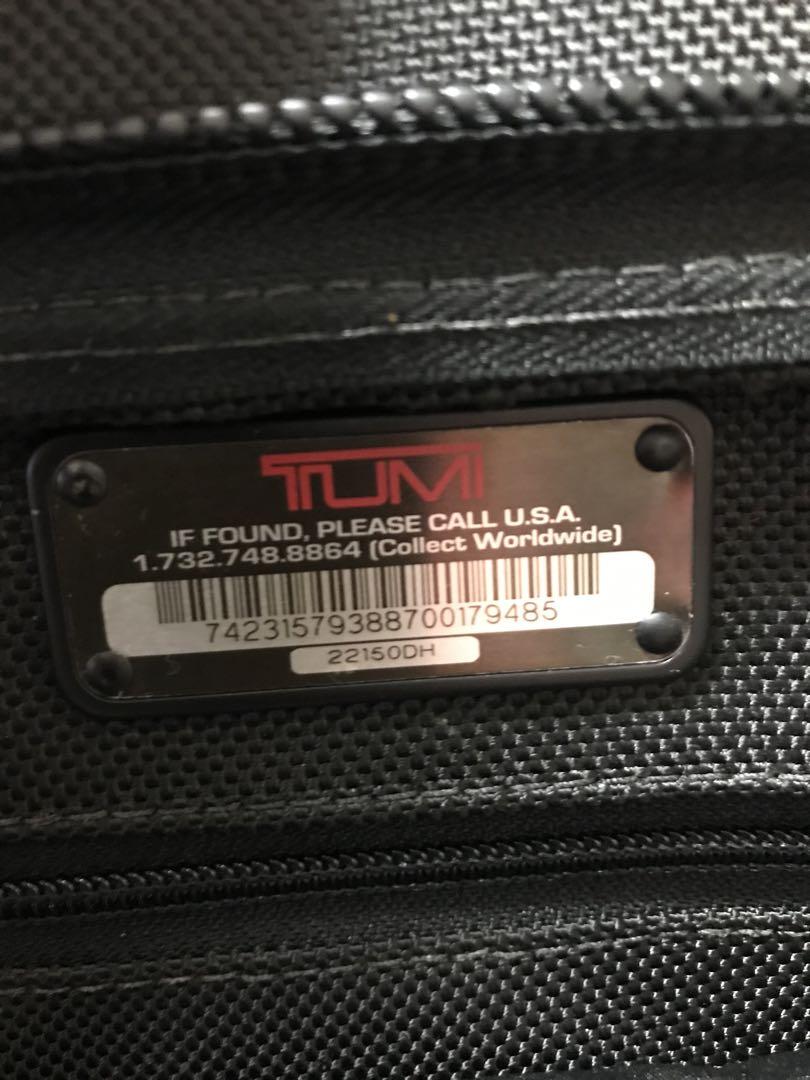 TUMI
IF FOUND, PLEASE CALL U.S.A.
1.732.748.8864 (Collect Worldwide)
74231579388700179485
22150DH